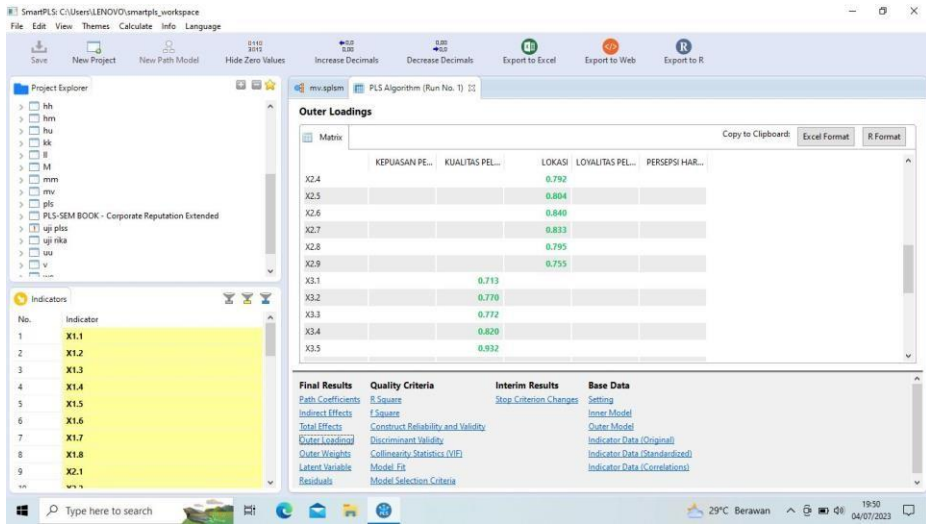 SmartPLS: C:\Users\LENOVO\smartpls_workspace
File Edit View Themes Calculate Info Language
Save New Project New Path Model Hide Zero Values Increase Decimals Decrease Decimals Export to Excel Export to Web Export to R
Project Explorer
hh
hm
hu
kk
ll
M
mm
mv
pls
PLS-SEM BOOK - Corporate Reputation Extended
uji plss
uji rika
uu
v
Indicators
No. Indicator
1 X1.1
2 X1.2
3 X1.3
4 X1.4
5 X1.5
6 X1.6
7 X1.7
8 X1.8
9 X2.1
mv.splsm PLS Algorithm (Run No. 1)
Outer Loadings
Matrix Copy to Clipboard: Excel Format R Format
KEPUASAN PE... KUALITAS PEL... LOKASI LOYALITAS PEL... PERSEPSI HAR...
X2.4 0.792
X2.5 0.804
X2.6 0.840
X2.7 0.833
X2.8 0.795
X2.9 0.755
X3.1 0.713
X3.2 0.770
X3.3 0.772
X3.4 0.820
X3.5 0.932
Final Results Quality Criteria Interim Results Base Data
Path Coefficients R Square Stop Criterion Changes Setting
Indirect Effects f Square Inner Model
Total Effects Construct Reliability and Validity Outer Model
Outer Loadings Discriminant Validity Indicator Data (Original)
Outer Weights Collinearity Statistics (VIF) Indicator Data (Standardized)
Latent Variable Model Fit Indicator Data (Correlations)
Residuals Model Selection Criteria
Type here to search 29°C Berawan 19:50
04/07/2023